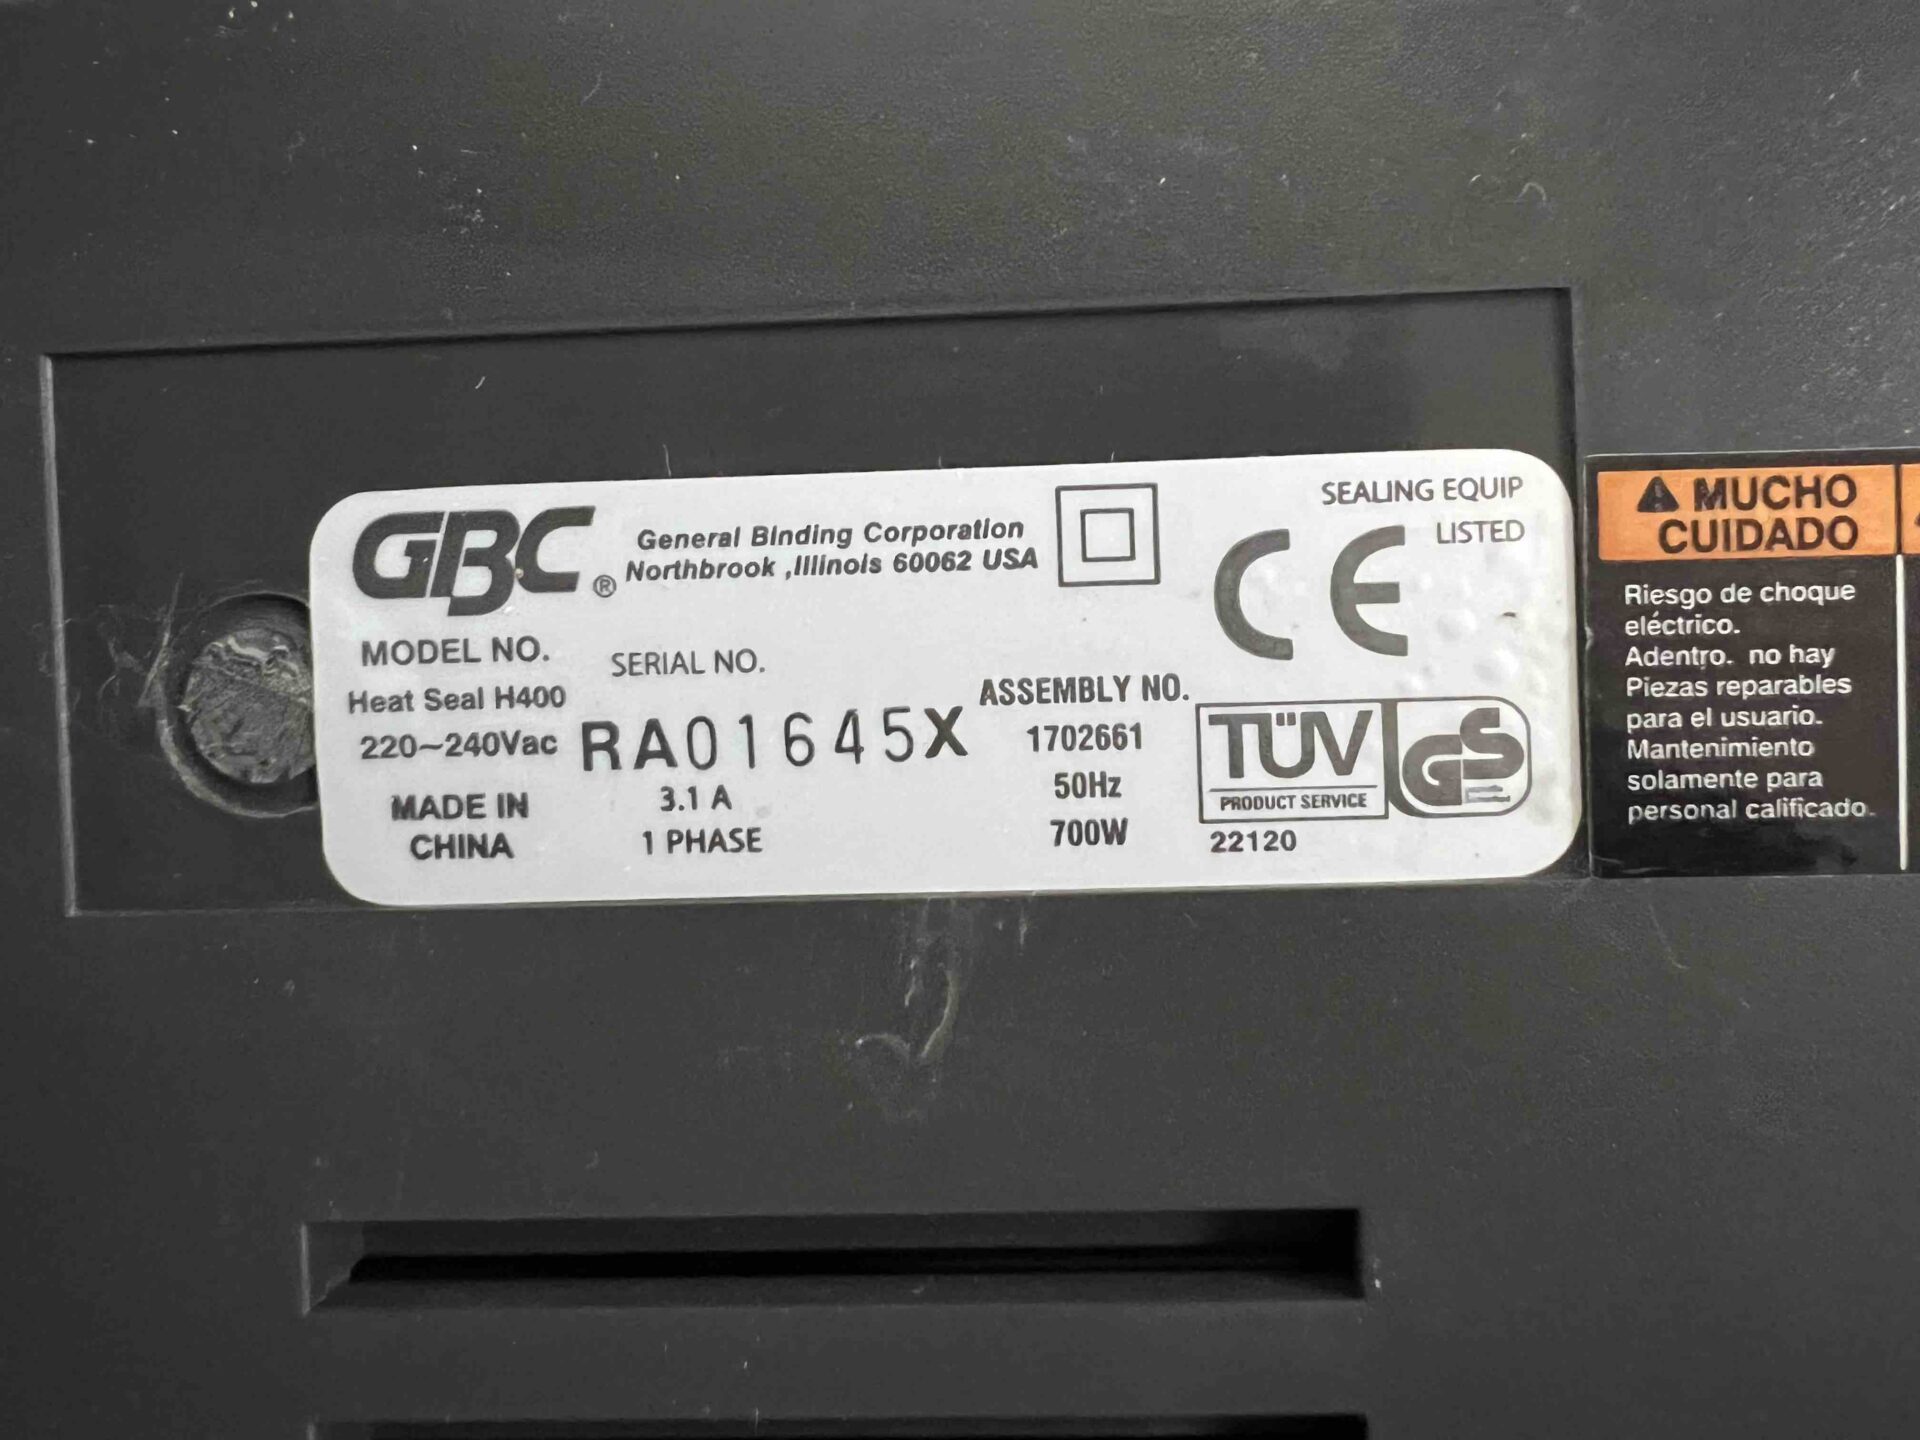 GBC®
General Binding Corporation
Northbrook ,Illinois 60062 USA
SEALING EQUIP
LISTED
CE
MODEL NO.
Heat Seal H400
220~240Vac
MADE IN
CHINA
SERIAL NO.
RA01645X
3.1 A
1 PHASE
ASSEMBLY NO.
1702661
50Hz
700W
TÜV
PRODUCT SERVICE
GS
22120
MUCHO
CUIDADO
Riesgo de choque
eléctrico.
Adentro. no hay
Piezas reparables
para el usuario.
Mantenimiento
solamente para
personal calificado.